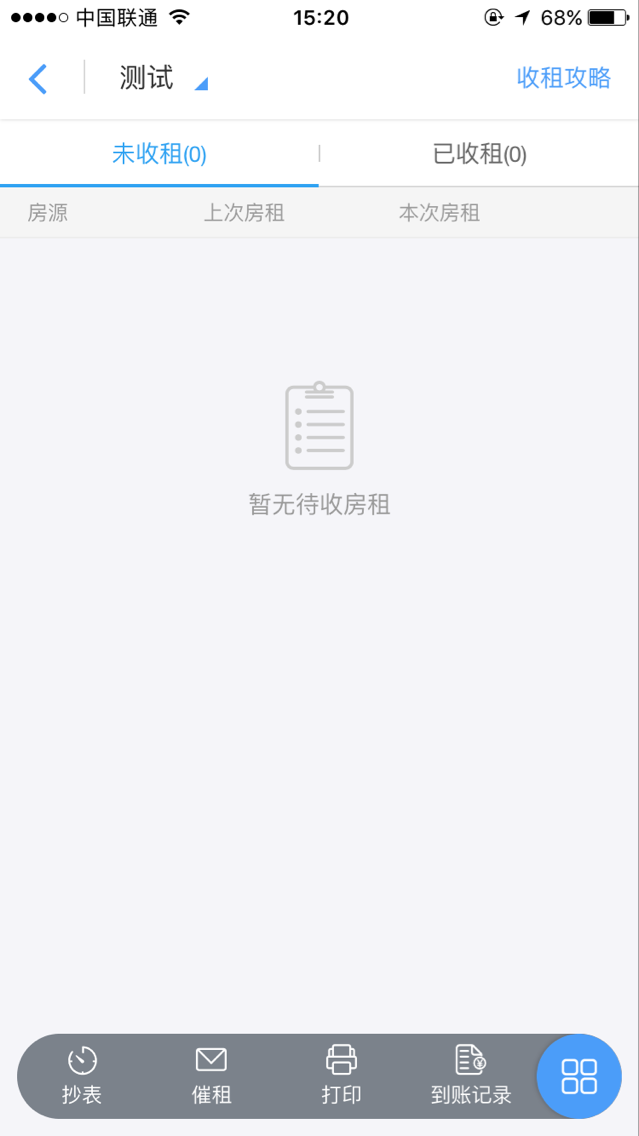 中国联通 15:20 68%
测试 收租攻略
未收租(0) 已收租(0)
房源 上次房租 本次房租
暂无待收房租
抄表 催租 打印 到账记录